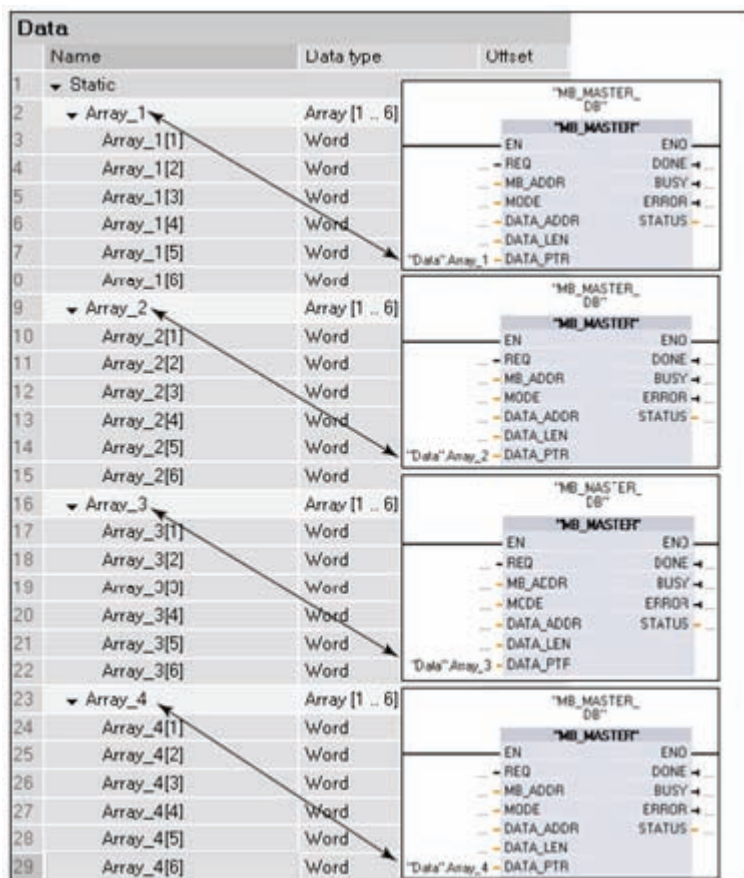 Data
Name Data type Offset
1 Static
2 Array_1 Array [1 .. 6]
3 Array_1[1] Word
4 Array_1[2] Word
5 Array_1[3] Word
6 Array_1[4] Word
7 Array_1[5] Word
8 Array_1[6] Word
9 Array_2 Array [1 .. 6]
10 Array_2[1] Word
11 Array_2[2] Word
12 Array_2[3] Word
13 Array_2[4] Word
14 Array_2[5] Word
15 Array_2[6] Word
16 Array_3 Array [1 .. 6]
17 Array_3[1] Word
18 Array_3[2] Word
19 Array_3[3] Word
20 Array_3[4] Word
21 Array_3[5] Word
22 Array_3[6] Word
23 Array_4 Array [1 .. 6]
24 Array_4[1] Word
25 Array_4[2] Word
26 Array_4[3] Word
27 Array_4[4] Word
28 Array_4[5] Word
29 Array_4[6] Word
"MB_MASTER_
DB"
"MB_MASTER"
EN ENO
REQ DONE
MB_ADDR BUSY
MODE ERROR
DATA_ADDR STATUS
DATA_LEN
"Data".Array_1 DATA_PTR
"MB_MASTER_
DB"
"MB_MASTER"
EN ENO
REQ DONE
MB_ADDR BUSY
MODE ERROR
DATA_ADDR STATUS
DATA_LEN
"Data".Array_2 DATA_PTR
"MB_MASTER_
DB"
"MB_MASTER"
EN ENO
REQ DONE
MB_ADDR BUSY
MODE ERROR
DATA_ADDR STATUS
DATA_LEN
"Data".Array_3 DATA_PTR
"MB_MASTER_
DB"
"MB_MASTER"
EN ENO
REQ DONE
MB_ADDR BUSY
MODE ERROR
DATA_ADDR STATUS
DATA_LEN
"Data".Array_4 DATA_PTR